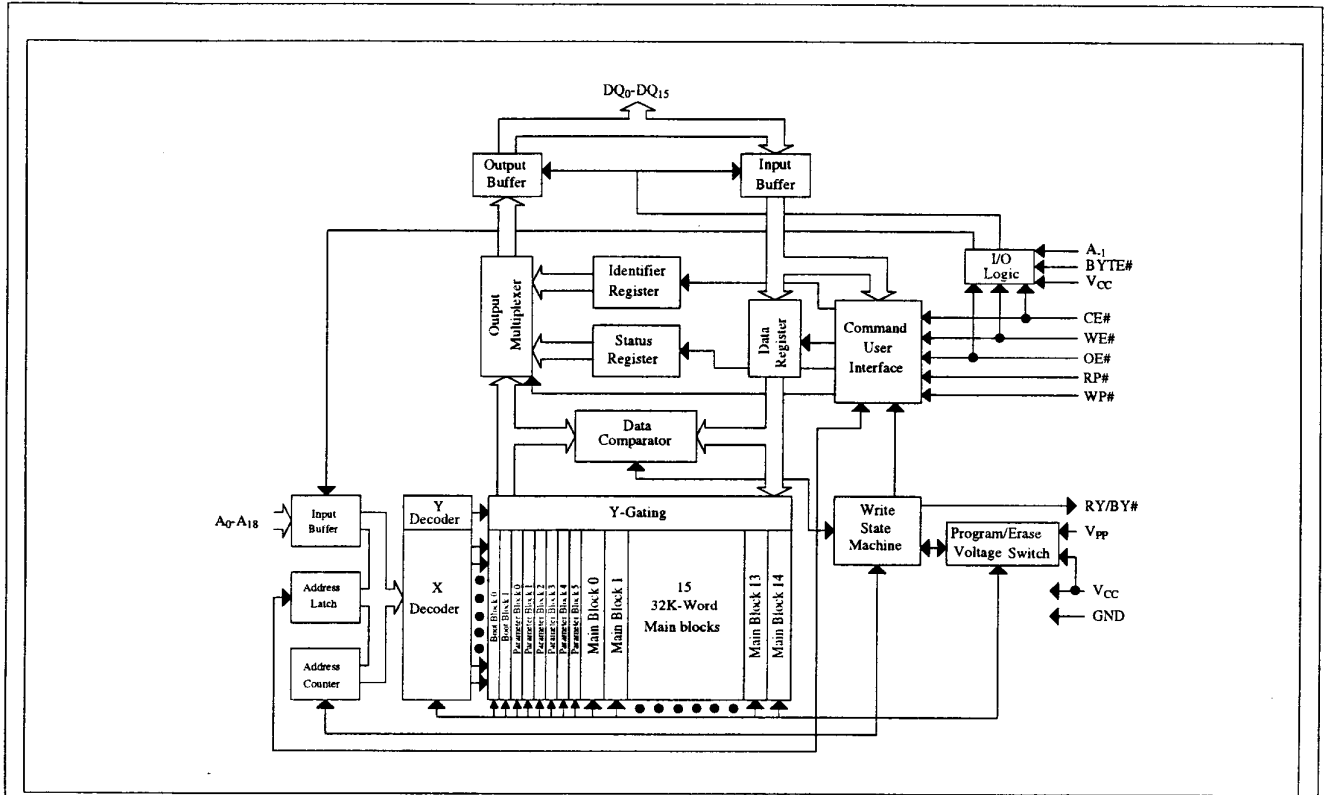 DQ0-DQ15
Output
Buffer
Input
Buffer
Output
Multiplexer
Identifier
Register
Status
Register
Data
Register
Command
User
Interface
I/O
Logic
A-1
BYTE#
VCC
CE#
WE#
OE#
RP#
WP#
Data
Comparator
A0-A18
Input
Buffer
Address
Latch
Address
Counter
Y
Decoder
X
Decoder
Y-Gating
Boot Block 0
Boot Block 1
Parameter Block 0
Parameter Block 1
Parameter Block 2
Parameter Block 3
Parameter Block 4
Parameter Block 5
Main Block 0
Main Block 1
15
32K-Word
Main blocks
Main Block 13
Main Block 14
Write
State
Machine
Program/Erase
Voltage Switch
RY/BY#
VPP
VCC
GND